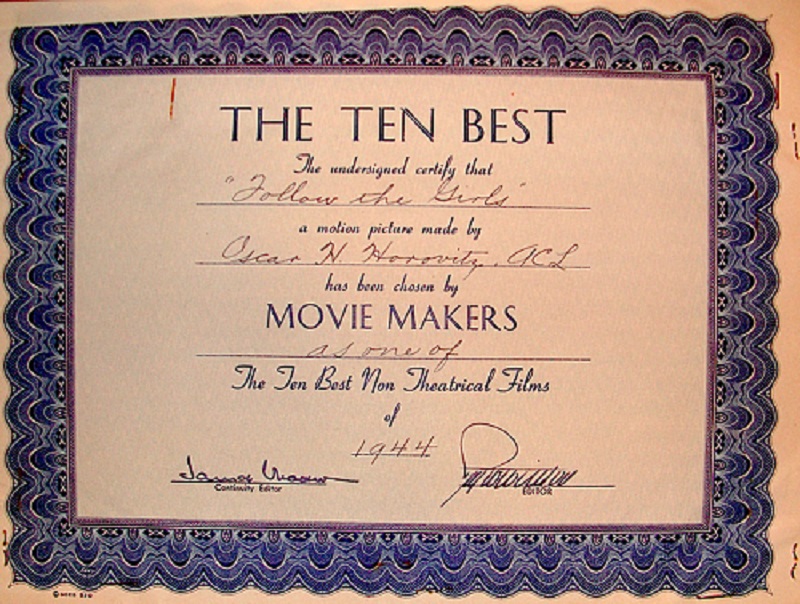 THE TEN BEST
The undersigned certify that
"Follow the Girls"
a motion picture made by
Oscar H. Horovitz, ACL
has been chosen by
MOVIE MAKERS
as one of
The Ten Best Non Theatrical Films
of
1944
Continuity Editor
EDITOR